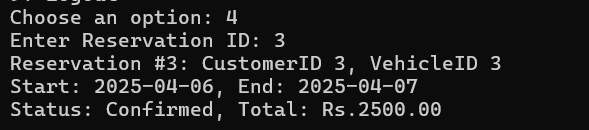 Choose an option: 4
Enter Reservation ID: 3
Reservation #3: CustomerID 3, VehicleID 3
Start: 2025-04-06, End: 2025-04-07
Status: Confirmed, Total: Rs.2500.00